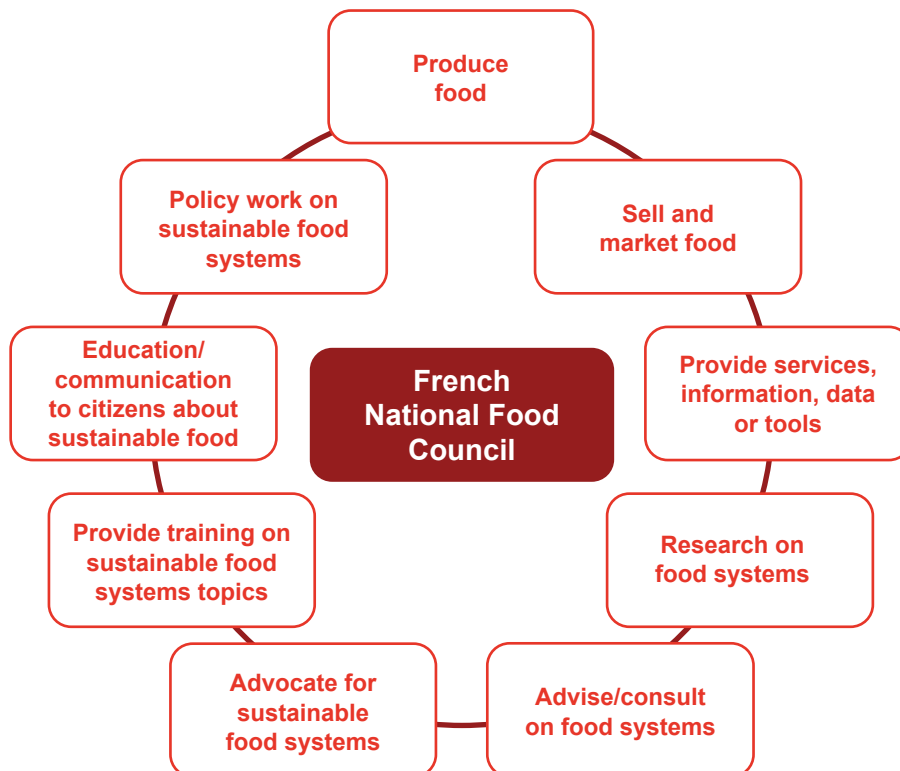 Produce
food
Policy work on
sustainable food
systems
Sell and
market food
Education/
communication
to citizens about
sustainable food
French
National Food
Council
Provide services,
information, data
or tools
Provide training on
sustainable food
systems topics
Research on
food systems
Advocate for
sustainable
food systems
Advise/consult
on food systems